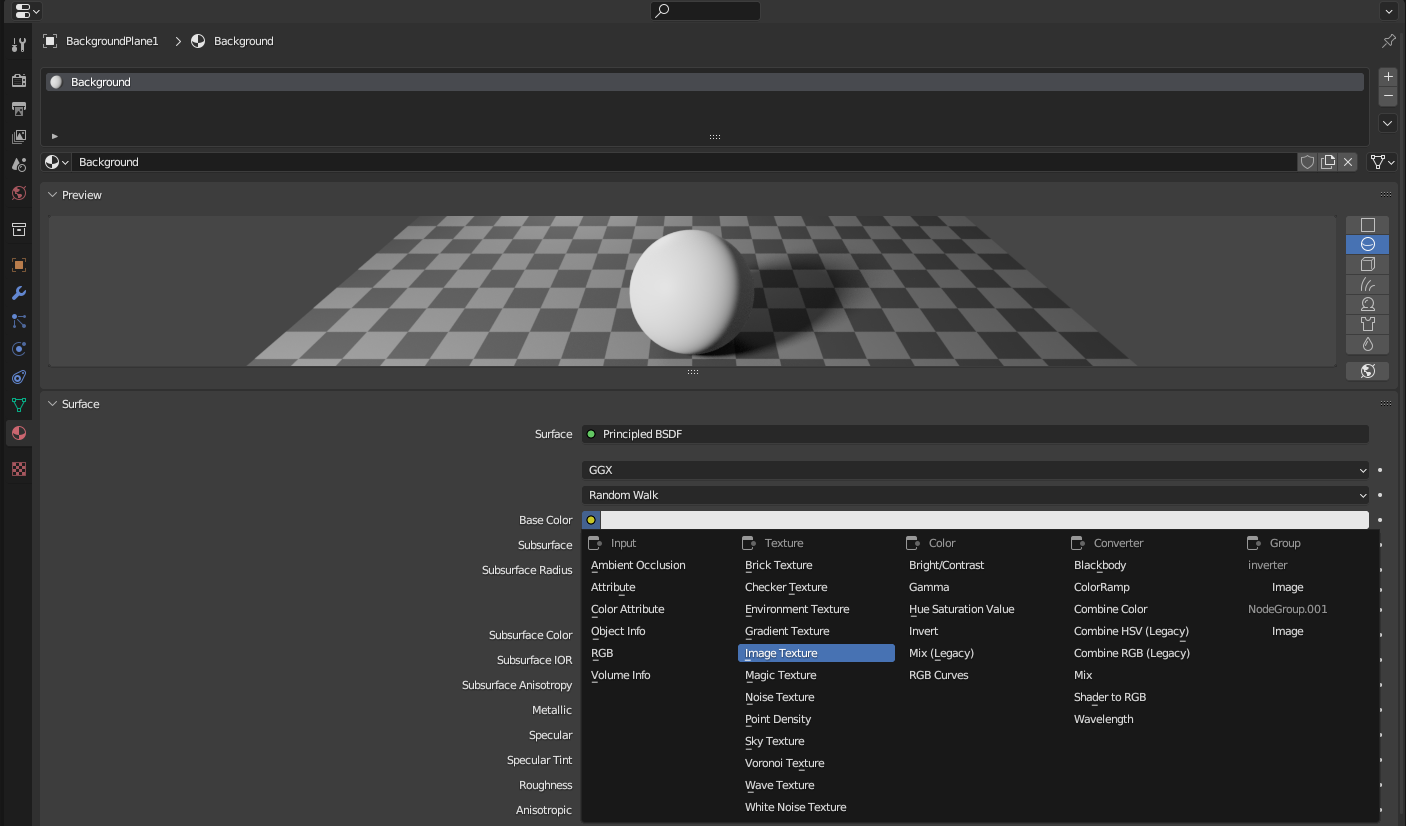 BackgroundPlane1 > Background
Background
Background
Preview
Surface
Surface Principled BSDF
GGX
Random Walk
Base Color
Subsurface
Subsurface Radius
Subsurface Color
Subsurface IOR
Subsurface Anisotropy
Metallic
Specular
Specular Tint
Roughness
Anisotropic
Input
Ambient Occlusion
Attribute
Color Attribute
Object Info
RGB
Volume Info
Texture
Brick Texture
Checker Texture
Environment Texture
Gradient Texture
Image Texture
Magic Texture
Noise Texture
Point Density
Sky Texture
Voronoi Texture
Wave Texture
White Noise Texture
Color
Bright/Contrast
Gamma
Hue Saturation Value
Invert
Mix (Legacy)
RGB Curves
Converter
Blackbody
ColorRamp
Combine Color
Combine HSV (Legacy)
Combine RGB (Legacy)
Mix
Shader to RGB
Wavelength
Group
inverter
Image
NodeGroup.001
Image